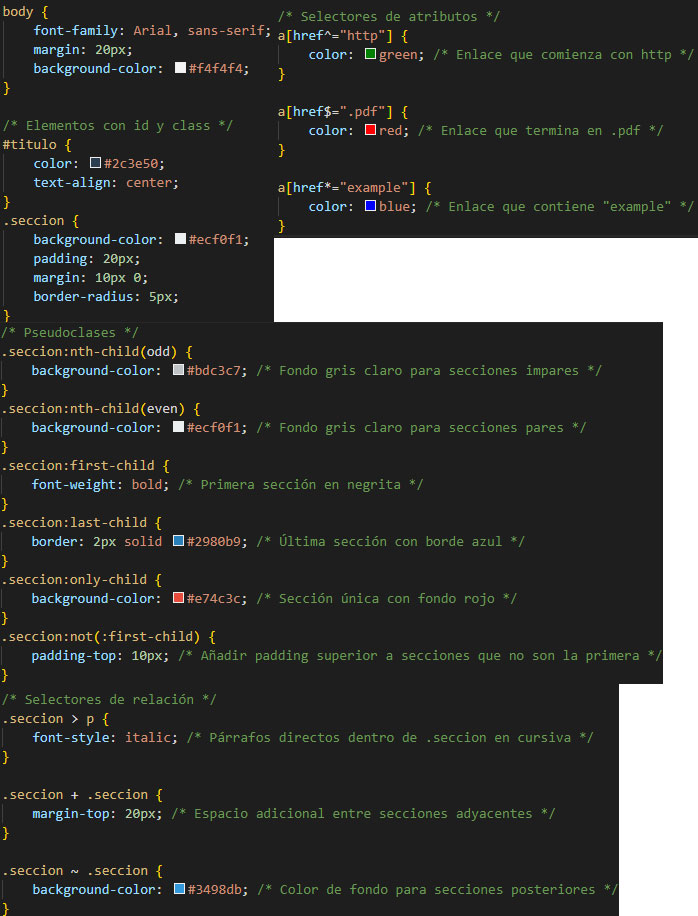 body {
    font-family: Arial, sans-serif;
    margin: 20px;
    background-color: #f4f4f4;
}

/* Elementos con id y class */
#titulo {
    color: #2c3e50;
    text-align: center;
}
.seccion {
    background-color: #ecf0f1;
    padding: 20px;
    margin: 10px 0;
    border-radius: 5px;
}
/* Selectores de atributos */
a[href^="http"] {
    color: green; /* Enlace que comienza con http */
}

a[href$=".pdf"] {
    color: red; /* Enlace que termina en .pdf */
}

a[href*="example"] {
    color: blue; /* Enlace que contiene "example" */
}
/* Pseudoclases */
.seccion:nth-child(odd) {
    background-color: #bdc3c7; /* Fondo gris claro para secciones impares */
}
.seccion:nth-child(even) {
    background-color: #ecf0f1; /* Fondo gris claro para secciones pares */
}
.seccion:first-child {
    font-weight: bold; /* Primera sección en negrita */
}
.seccion:last-child {
    border: 2px solid #2980b9; /* Última sección con borde azul */
}
.seccion:only-child {
    background-color: #e74c3c; /* Sección única con fondo rojo */
}
.seccion:not(:first-child) {
    padding-top: 10px; /* Añadir padding superior a secciones que no son la primera */
}
/* Selectores de relación */
.seccion > p {
    font-style: italic; /* Párrafos directos dentro de .seccion en cursiva */
}

.seccion + .seccion {
    margin-top: 20px; /* Espacio adicional entre secciones adyacentes */
}

.seccion ~ .seccion {
    background-color: #3498db; /* Color de fondo para secciones posteriores */
}